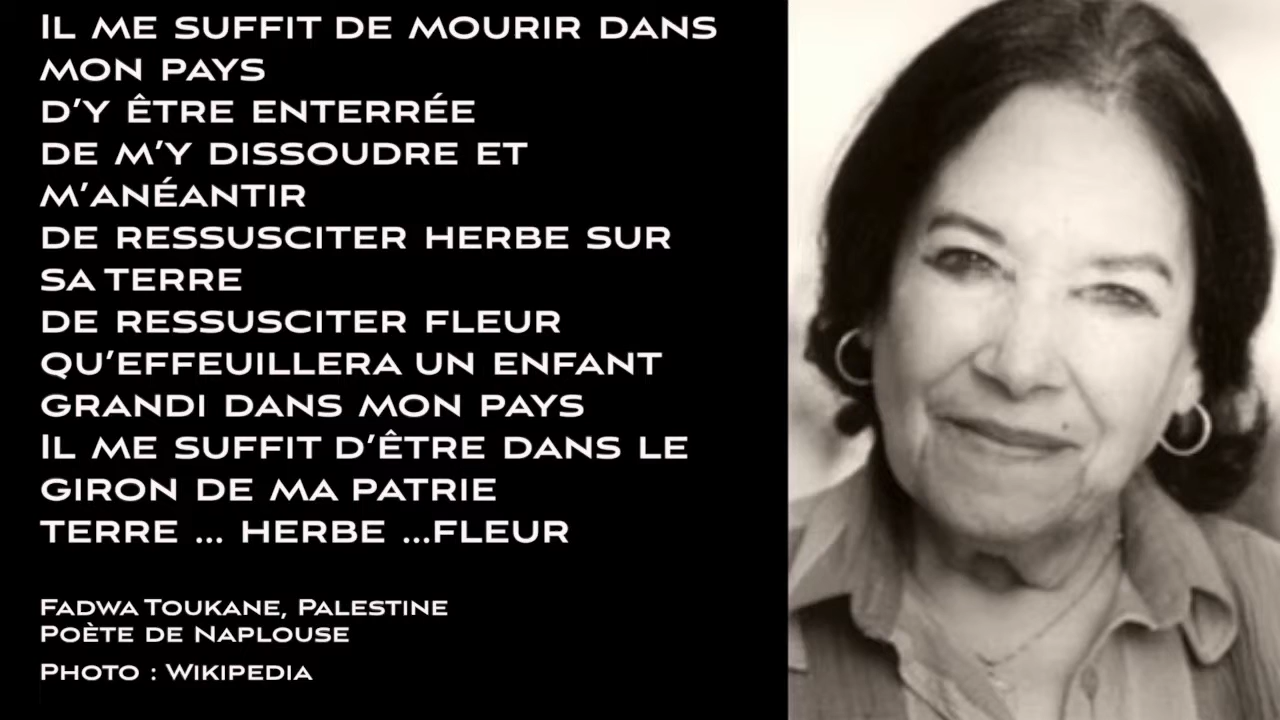 Il me suffit de mourir dans
mon pays
d'y être enterrée
de m'y dissoudre et
m'anéantir
de ressusciter herbe sur
sa terre
de ressusciter fleur
qu'effeuillera un enfant
grandi dans mon pays
Il me suffit d'être dans le
giron de ma patrie
terre ... herbe ...fleur
Fadwa Toukane, Palestine
Poète de Naplouse
Photo : Wikipedia